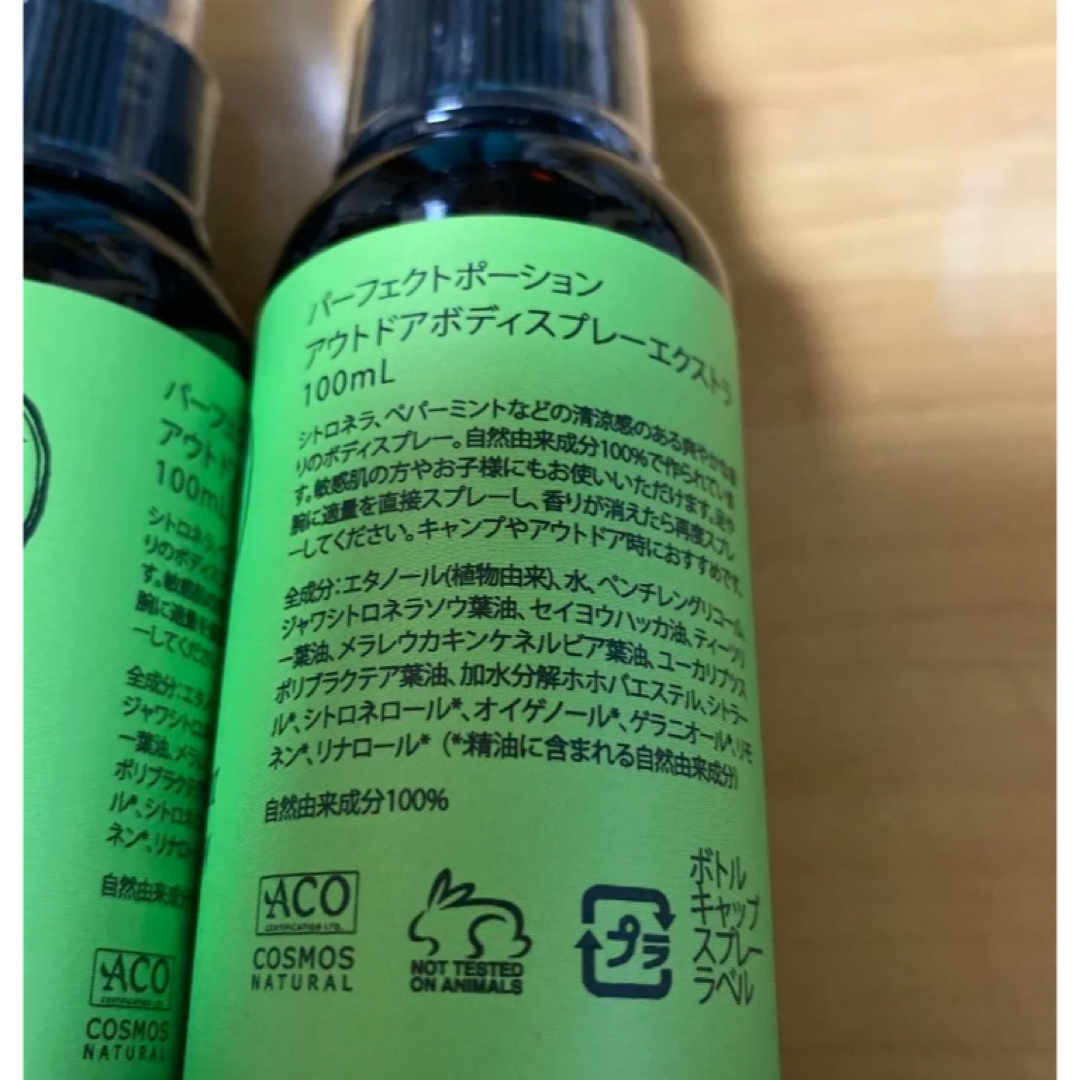 パーフェクトポーション
アウトドアボディスプレーエクストラ
100mL
シトロネラ、ペパーミントなどの清涼感のある爽やかな香
りのボディスプレー。自然由来成分100%で作られていま
す。敏感肌の方やお子様にもお使いいただけます。足や
腕に適量を直接スプレーし、香りが消えたら再度スプレ
ーしてください。キャンプやアウトドア時におすすめです。
全成分:エタノール(植物由来)、水、ペンチレングリコール、
ジャワシトロネラソウ葉油、セイヨウハッカ油、ティーツリ
ー葉油、メラレウカキンケネルビア葉油、ユーカリプツス
ポリブラクテア葉油、加水分解ホホバエステル、シトラー
ル*、シトロネロール*、オイゲノール*、ゲラニオール*、リモ
ネン*、リナロール* (*:精油に含まれる自然由来成分)
自然由来成分100%
ACO
CERTIFICATION LTD.
COSMOS
NATURAL
NOT TESTED
ON ANIMALS
プラ
ボトル
キャップ
スプレー
ラベル
パーフェ
アウトド
100mL
シトロネラ、
りのボディス
す。敏感肌の
腕に適量を
ーしてくださ
全成分:エタ
ジャワシトロ
ー葉油、メラ
ポリブラクテ
ル*、シトロネ
ネン*、リナロー
自然由来成分
ACO
CERTIFICATION LTD.
COSMOS
NATURAL